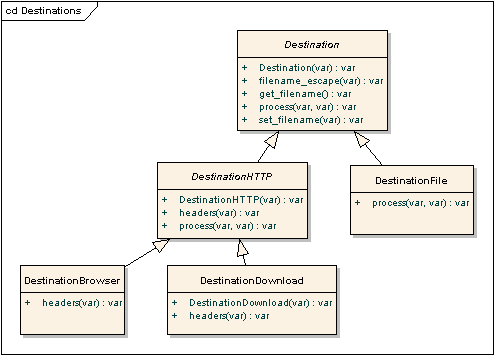 cd Destinations
Destination
+ Destination(var) : var
+ filename_escape(var) : var
+ get_filename() : var
+ process(var, var) : var
+ set_filename(var) : var
DestinationHTTP
+ DestinationHTTP(var) : var
+ headers(var) : var
+ process(var, var) : var
DestinationFile
+ process(var, var) : var
DestinationBrowser
+ headers(var) : var
DestinationDownload
+ DestinationDownload(var) : var
+ headers(var) : var